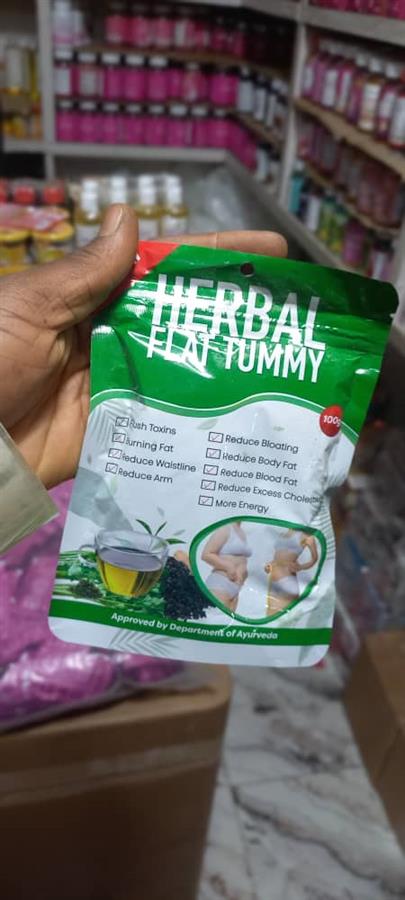 HERBAL
FLAT TUMMY
100g
Flush Toxins
Burning Fat
Reduce Waistline
Reduce Arm
Reduce Bloating
Reduce Body Fat
Reduce Blood Fat
Reduce Excess
More Energy
Approved by Department of Ayurveda